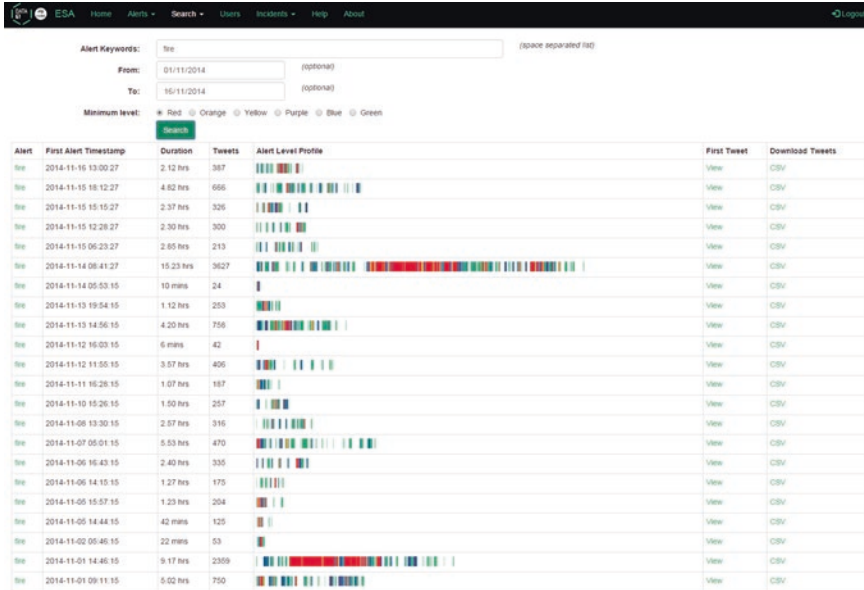 DATA 61
ESA Home Alerts Search Users Incidents Help About Logout
Alert Keywords: fire (space separated list)
From: 01/11/2014 (optional)
To: 16/11/2014 (optional)
Minimum level: Red Orange Yellow Purple Blue Green
Search
Alert First Alert Timestamp Duration Tweets Alert Level Profile First Tweet Download Tweets
fire 2014-11-16 13:00:27 2.12 hrs 387 View CSV
fire 2014-11-15 18:12:27 4.82 hrs 666 View CSV
fire 2014-11-15 15:15:27 2.37 hrs 326 View CSV
fire 2014-11-15 12:28:27 2.30 hrs 300 View CSV
fire 2014-11-15 06:23:27 2.65 hrs 213 View CSV
fire 2014-11-14 08:41:27 15.23 hrs 3627 View CSV
fire 2014-11-14 05:53:15 10 mins 24 View CSV
fire 2014-11-13 19:54:15 1.12 hrs 253 View CSV
fire 2014-11-13 14:56:15 4.20 hrs 758 View CSV
fire 2014-11-12 16:03:15 6 mins 42 View CSV
fire 2014-11-12 11:55:15 3.57 hrs 406 View CSV
fire 2014-11-11 16:28:15 1.07 hrs 187 View CSV
fire 2014-11-10 15:26:15 1.50 hrs 257 View CSV
fire 2014-11-08 13:30:15 2.57 hrs 316 View CSV
fire 2014-11-07 05:01:15 5.53 hrs 470 View CSV
fire 2014-11-06 16:43:15 2.40 hrs 335 View CSV
fire 2014-11-06 14:15:15 1.27 hrs 175 View CSV
fire 2014-11-05 15:57:15 1.23 hrs 204 View CSV
fire 2014-11-05 14:44:15 42 mins 125 View CSV
fire 2014-11-02 05:46:15 22 mins 53 View CSV
fire 2014-11-01 14:46:15 9.17 hrs 2359 View CSV
fire 2014-11-01 09:11:15 5.02 hrs 750 View CSV